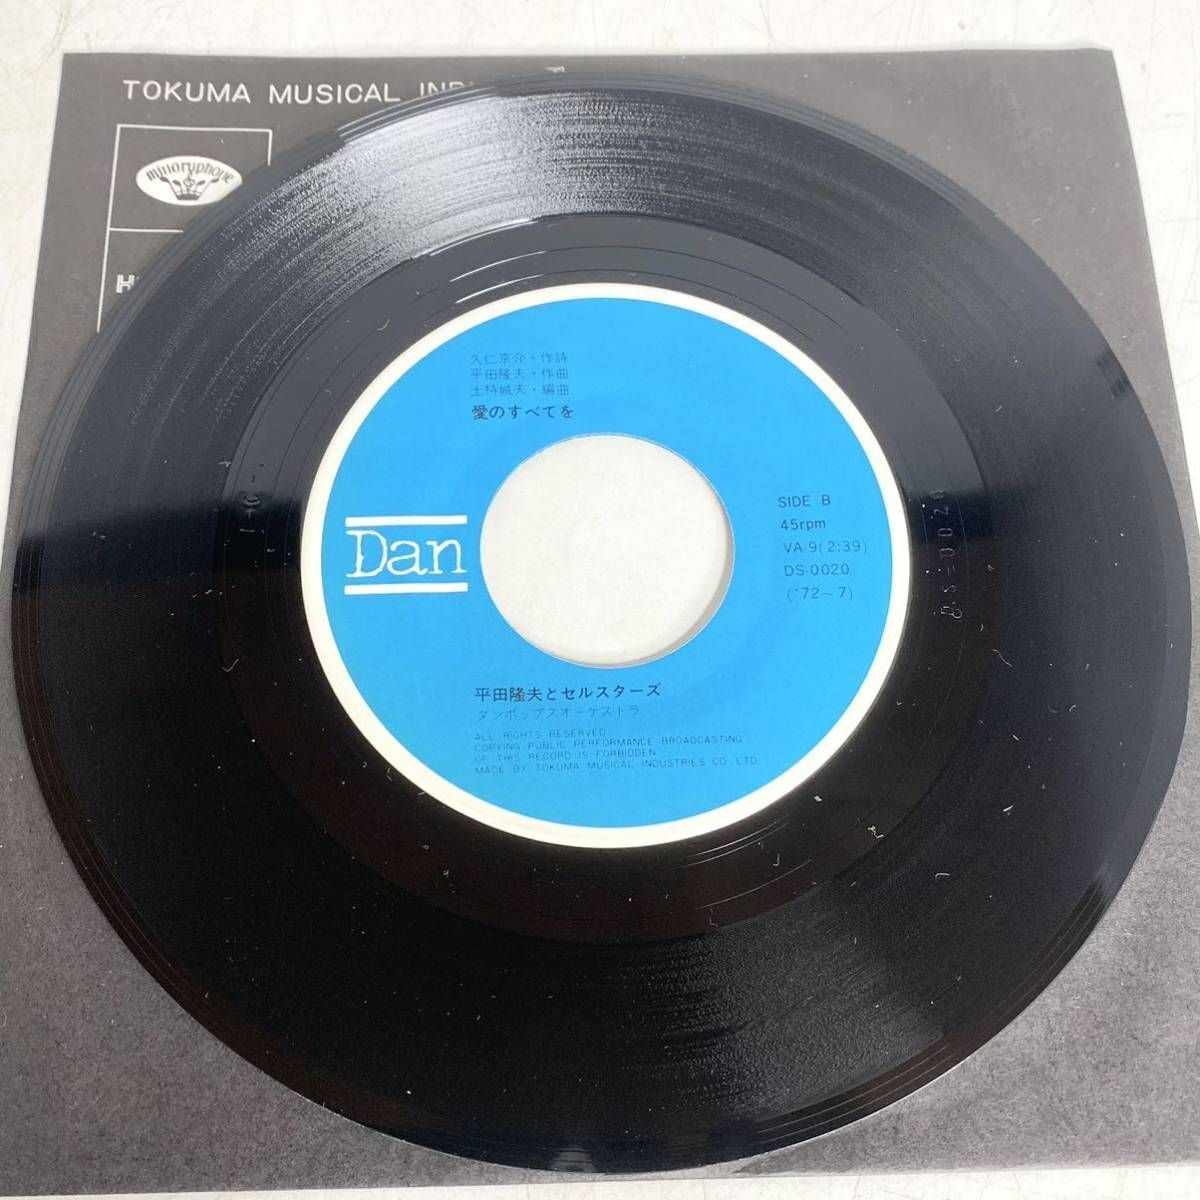 TOKUMA MUSICAL
minoryphone
久仁京介・作詩
平田隆夫・作曲
土持城夫・編曲
愛のすべてを
Dan
SIDE B
45rpm
VA-9(2:39)
DS-0020
('72～7)
平田隆夫とセルスターズ
ダンポップスオーケストラ
ALL RIGHTS RESERVED
COPYING PUBLIC PERFORMANCE BROADCASTING
OF THIS RECORD IS FORBIDDEN
MADE BY TOKUMA MUSICAL INDUSTRIES CO.,LTD.